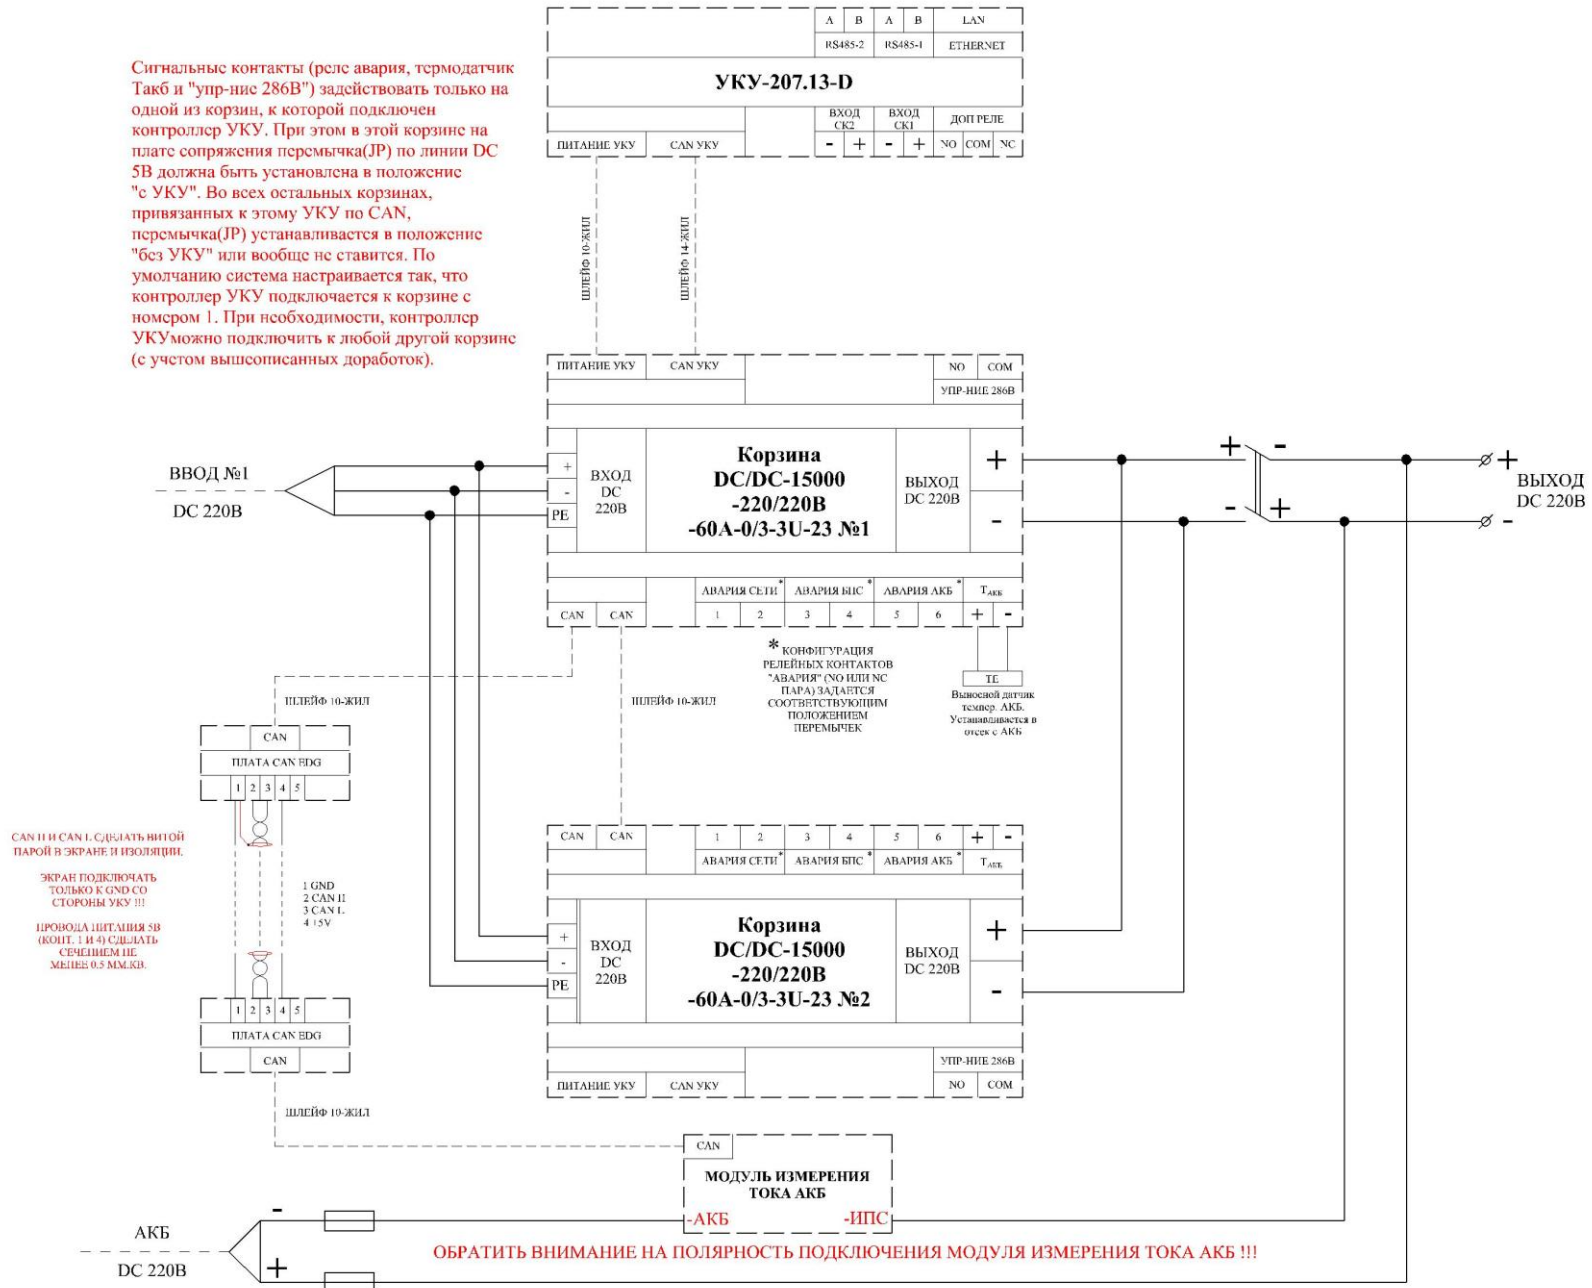 A B A B LAN
RS485-2 RS485-1 ETHERNET
УКУ-207.13-D
ВХОД СК2 ВХОД СК1 ДОП РЕЛЕ
ПИТАНИЕ УКУ CAN УКУ - + - + NO COM NC
Сигнальные контакты (реле авария, термодатчик
Такб и "упр-ние 286В") задействовать только на
одной из корзин, к которой подключен
контроллер УКУ. При этом в этой корзине на
плате сопряжения перемычка(JP) по линии DC
5В должна быть установлена в положение
"с УКУ". Во всех остальных корзинах,
привязанных к этому УКУ по CAN,
перемычка(JP) устанавливается в положение
"без УКУ" или вообще не ставится. По
умолчанию система настраивается так, что
контроллер УКУ подключается к корзине с
номером 1. При необходимости, контроллер
УКУможно подключить к любой другой корзине
(с учетом вышеописанных доработок).
ШЛЕЙФ 10-ЖИЛ
ШЛЕЙФ 14-ЖИЛ
ПИТАНИЕ УКУ CAN УКУ NO COM
УПР-НИЕ 286В
ВВОД №1
DC 220В
+
-
PE
ВХОД
DC
220В
Корзина
DC/DC-15000
-220/220В
-60А-0/3-3U-23 №1
ВЫХОД
DC 220В
+
-
+ -
- +
+
-
ВЫХОД
DC 220В
АВАРИЯ СЕТИ* АВАРИЯ БПС* АВАРИЯ АКБ* ТАКБ
CAN CAN 1 2 3 4 5 6 + -
* КОНФИГУРАЦИЯ
РЕЛЕЙНЫХ КОНТАКТОВ
"АВАРИЯ" (NO ИЛИ NC
ПАРА) ЗАДАЕТСЯ
СООТВЕТСТВУЮЩИМ
ПОЛОЖЕНИЕМ
ПЕРЕМЫЧЕК
TE
Выносной датчик
темпер. АКБ.
Устанавливается в
отсек с АКБ
ШЛЕЙФ 10-ЖИЛ
ШЛЕЙФ 10-ЖИЛ
CAN
ПЛАТА CAN EDG
1 2 3 4 5
CAN H И CAN L СДЕЛАТЬ ВИТОЙ
ПАРОЙ В ЭКРАНЕ И ИЗОЛЯЦИИ.
ЭКРАН ПОДКЛЮЧАТЬ
ТОЛЬКО К GND СО
СТОРОНЫ УКУ !!!
ПРОВОДА ПИТАНИЯ 5В
(КОНТ. 1 И 4) СДЕЛАТЬ
СЕЧЕНИЕМ НЕ
МЕНЕЕ 0.5 ММ.КВ.
1 GND
2 CAN H
3 CAN L
4 +5V
1 2 3 4 5
ПЛАТА CAN EDG
CAN
ШЛЕЙФ 10-ЖИЛ
CAN CAN 1 2 3 4 5 6 + -
АВАРИЯ СЕТИ* АВАРИЯ БПС* АВАРИЯ АКБ* ТАКБ
+
-
PE
ВХОД
DC
220В
Корзина
DC/DC-15000
-220/220В
-60А-0/3-3U-23 №2
ВЫХОД
DC 220В
+
-
УПР-НИЕ 286В
ПИТАНИЕ УКУ CAN УКУ NO COM
CAN
МОДУЛЬ ИЗМЕРЕНИЯ
ТОКА АКБ
-АКБ -ИПС
АКБ
DC 220В
-
+
ОБРАТИТЬ ВНИМАНИЕ НА ПОЛЯРНОСТЬ ПОДКЛЮЧЕНИЯ МОДУЛЯ ИЗМЕРЕНИЯ ТОКА АКБ !!!